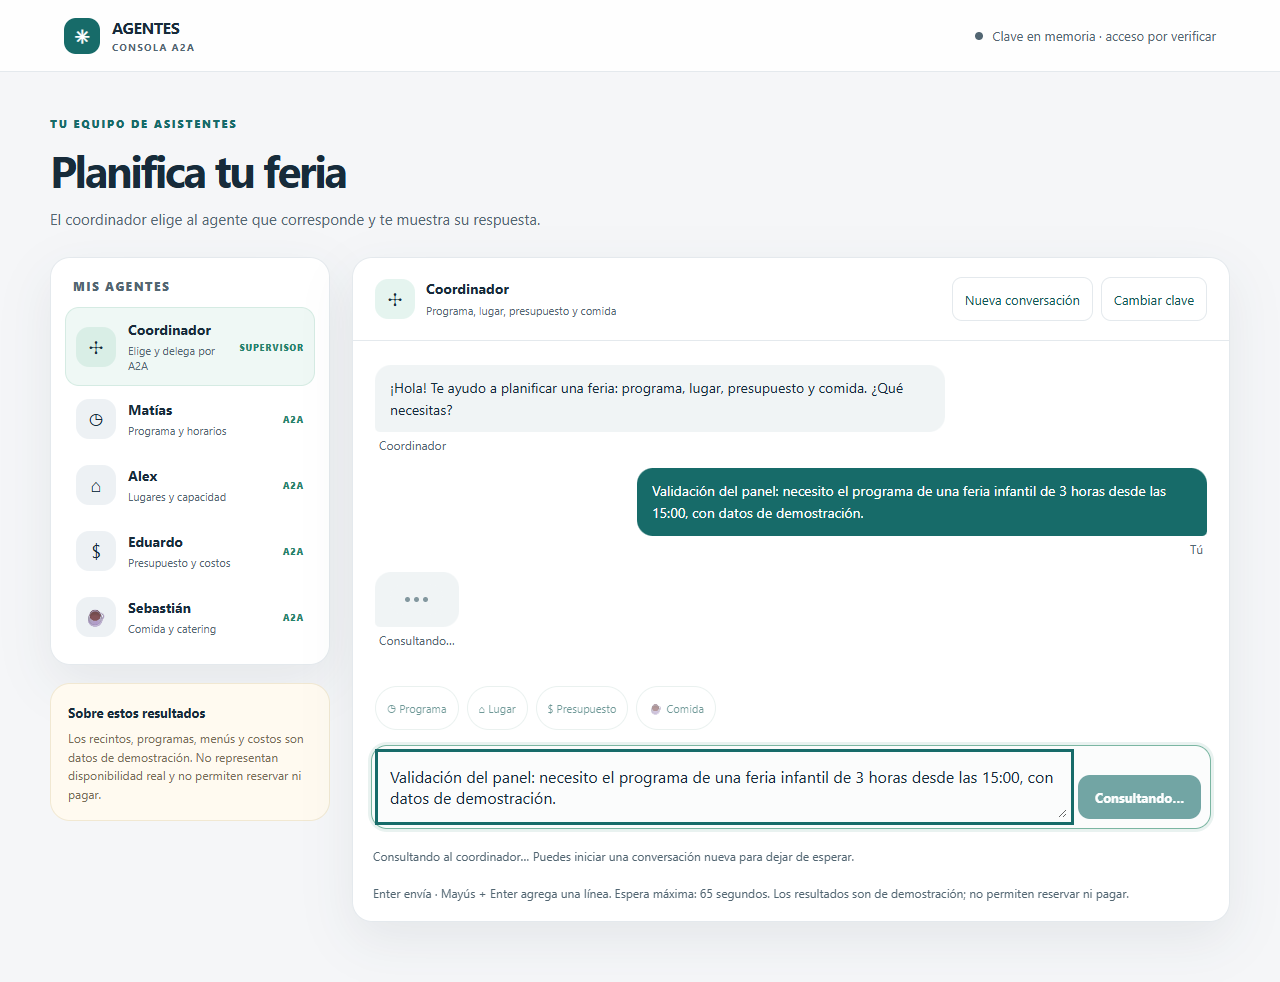 AGENTES
CONSOLA A2A
Clave en memoria · acceso por verificar
TU EQUIPO DE ASISTENTES
Planifica tu feria
El coordinador elige al agente que corresponde y te muestra su respuesta.
MIS AGENTES
Coordinador
Elige y delega por
A2A
SUPERVISOR
Matías
Programa y horarios
A2A
Alex
Lugares y capacidad
A2A
Eduardo
Presupuesto y costos
A2A
Sebastián
Comida y catering
A2A
Sobre estos resultados
Los recintos, programas, menús y costos son
datos de demostración. No representan
disponibilidad real y no permiten reservar ni
pagar.
Coordinador
Programa, lugar, presupuesto y comida
Nueva conversación
Cambiar clave
¡Hola! Te ayudo a planificar una feria: programa, lugar, presupuesto y comida. ¿Qué
necesitas?
Coordinador
Validación del panel: necesito el programa de una feria infantil de 3 horas desde las
15:00, con datos de demostración.
Tú
Consultando...
Programa
Lugar
$ Presupuesto
Comida
Validación del panel: necesito el programa de una feria infantil de 3 horas desde las 15:00, con
datos de demostración.
Consultando...
Consultando al coordinador... Puedes iniciar una conversación nueva para dejar de esperar.
Enter envía · Mayús + Enter agrega una línea. Espera máxima: 65 segundos. Los resultados son de demostración; no permiten reservar ni pagar.